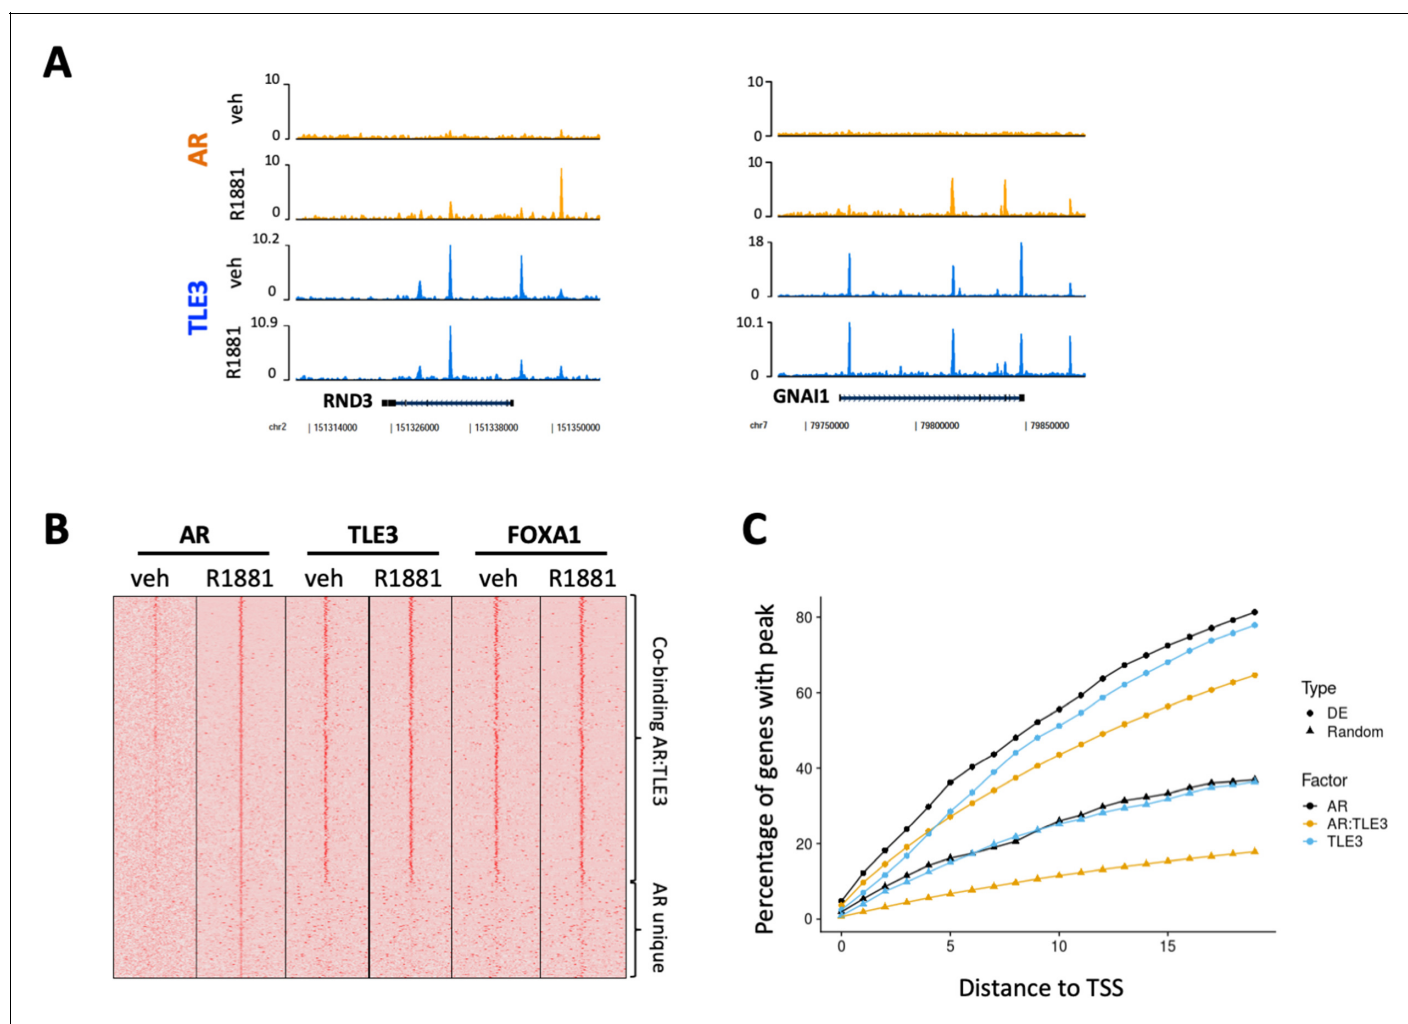 A
AR
veh
10
0
10
0
R1881
10
0
10
0
TLE3
veh
10.2
0
18
0
R1881
10.9
0
10.1
0
RND3
GNAI1
chr2 | 151314000 | 151326000 | 151338000 | 151350000
chr7 | 79750000 | 79800000 | 79850000
B
AR TLE3 FOXA1
veh R1881 veh R1881 veh R1881
Co-binding AR:TLE3
AR unique
C
Percentage of genes with peak
80
60
40
20
0
0 5 10 15
Distance to TSS
Type
DE
Random
Factor
AR
AR:TLE3
TLE3